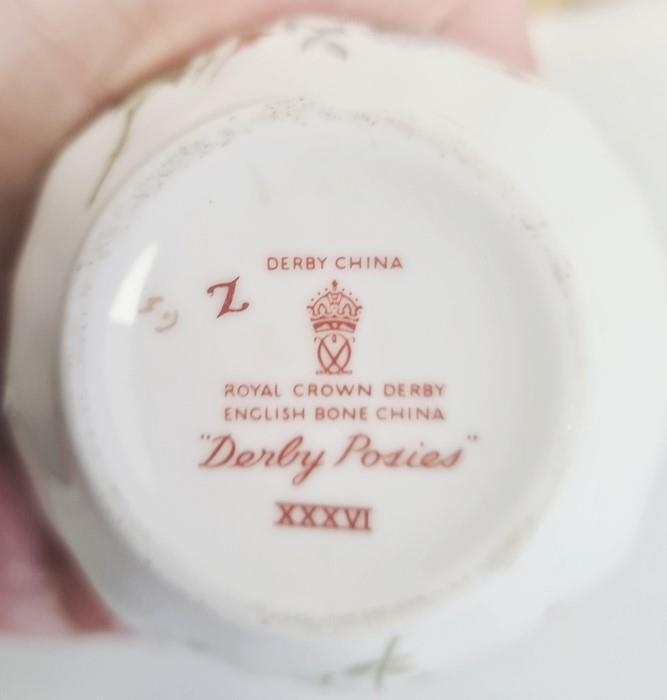 DERBY CHINA
Z
ROYAL CROWN DERBY
ENGLISH BONE CHINA
"Derby Posies"
XXXVI